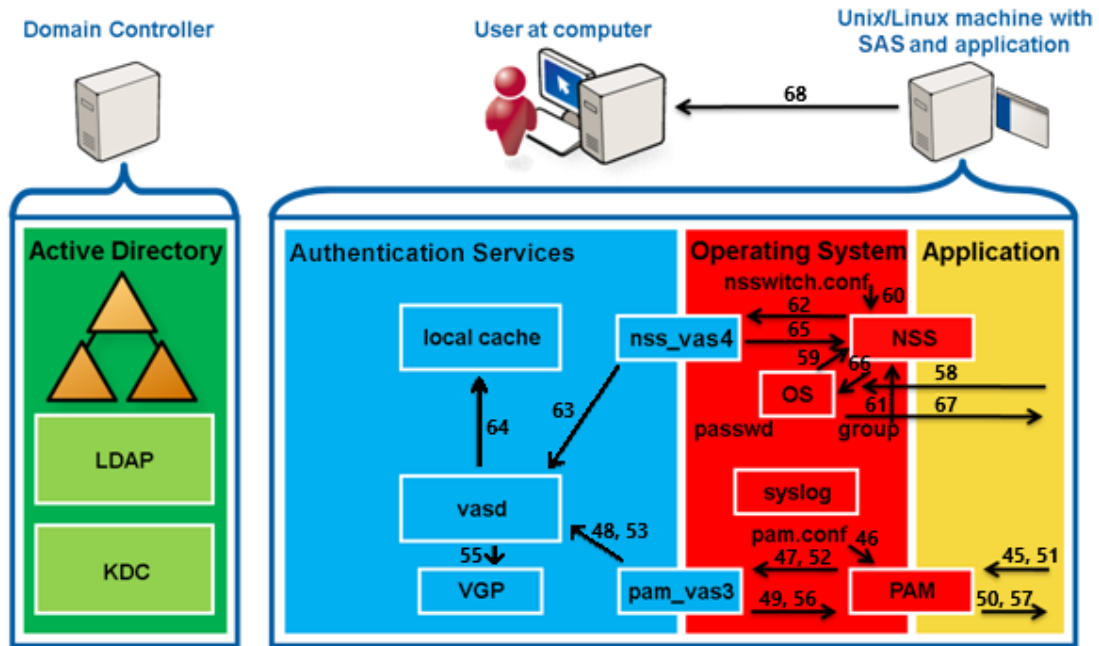 Domain Controller
User at computer
Unix/Linux machine with
SAS and application
68
Active Directory
LDAP
KDC
Authentication Services
Operating System
Application
nsswitch.conf
60
62
65
local cache
nss_vas4
NSS
59
66
58
OS
63
64
61
67
passwd
group
vasd
syslog
pam.conf
46
48, 53
47, 52
45, 51
55
VGP
pam_vas3
49, 56
PAM
50, 57